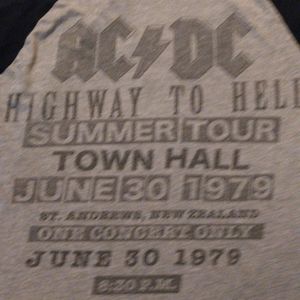 AC⚡DC
HIGHWAY TO HELL
SUMMER TOUR
TOWN HALL
JUNE 30 1979
ST. ANDREWS, NEW ZEALAND
ONE CONCERT ONLY
JUNE 30 1979
8:30 P.M.